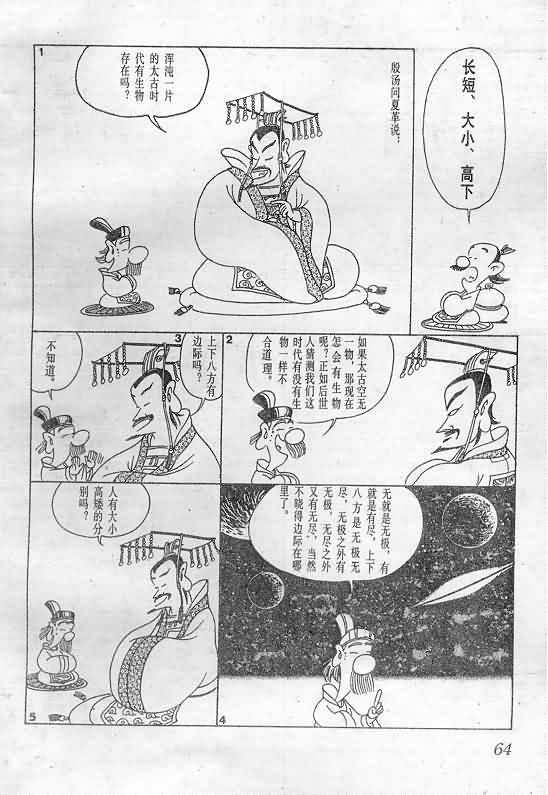 长短、大小、高下
殷汤问夏革说：
1
浑沌一片
的太古时
代有生物
存在吗？
2
如果太古空无
一物，那现在
怎会有生物
呢？正如后世
人猜测我们这
时代有没有生
物一样不
合道理。
3
上下八方有
边际吗？
不知道。
4
无就是无极，有
就是有尽，上下
八方是无极无
尽，无极之外有
无极，无尽之外
又有无尽，当然
不晓得边际在哪
里了。
5
人有大小
高矮的分
别吗？
64